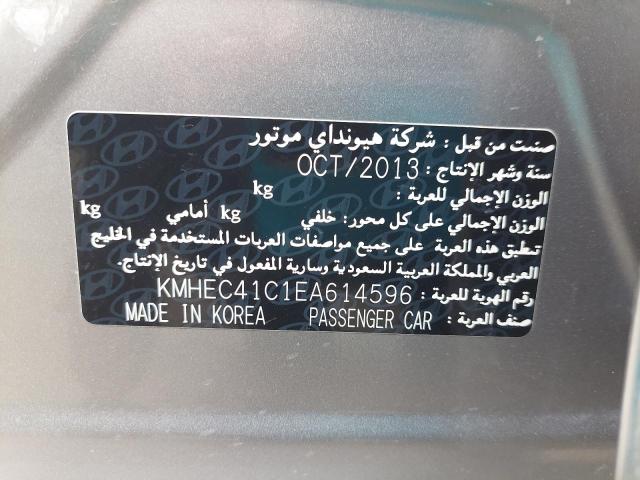 صنعت من قبل : شركة هيونداي موتور
سنة وشهر الإنتاج : OCT/2013
الوزن الإجمالي للعربة : kg
الوزن الإجمالي على كل محور: خلفي kg أمامي kg
تنطبق هذه العربة على جميع مواصفات العربات المستخدمة في الخليج
العربي والمملكة العربية السعودية وسارية المفعول في تاريخ الإنتاج.
رقم الهوية للعربة : KMHEC41C1EA614596
صنف العربة : PASSENGER CAR MADE IN KOREA